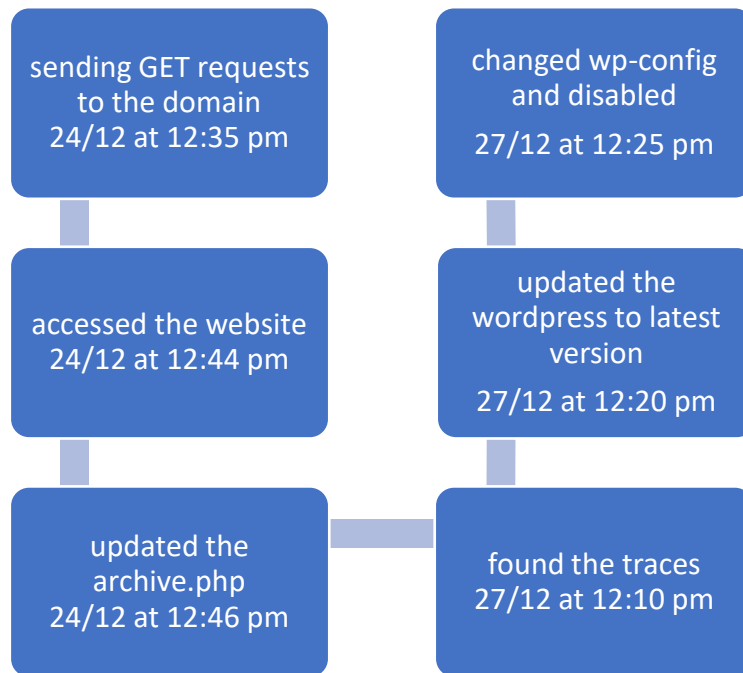 sending GET requests
to the domain
24/12 at 12:35 pm
accessed the website
24/12 at 12:44 pm
updated the
archive.php
24/12 at 12:46 pm
found the traces
27/12 at 12:10 pm
updated the
wordpress to latest
version
27/12 at 12:20 pm
changed wp-config
and disabled
27/12 at 12:25 pm